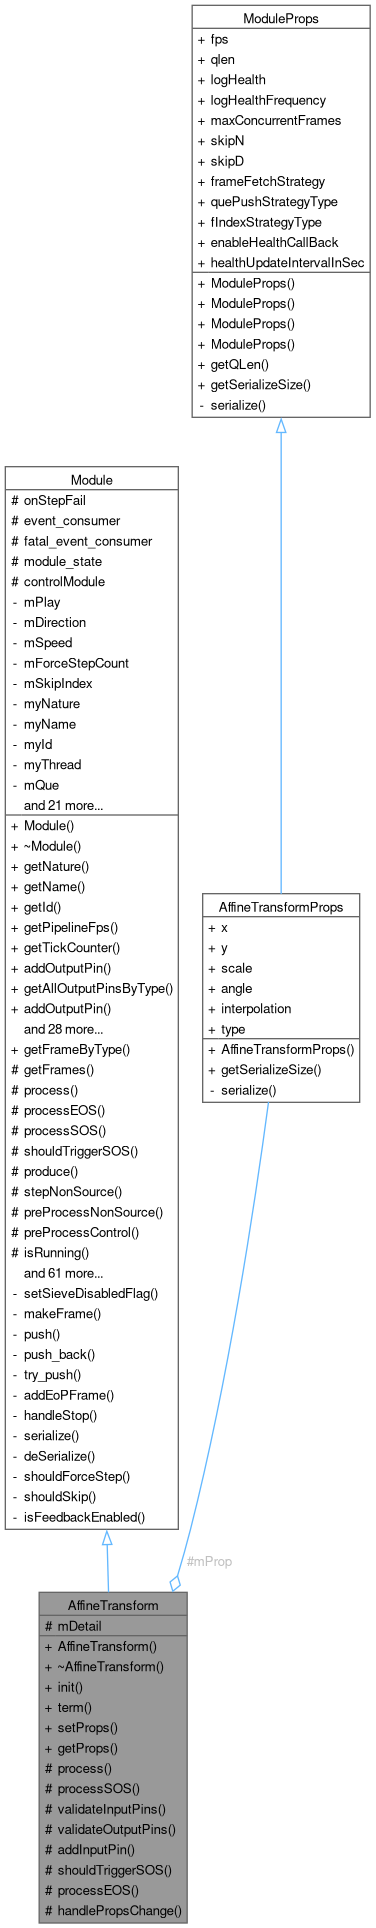 ModuleProps
+ fps
+ qlen
+ logHealth
+ logHealthFrequency
+ maxConcurrentFrames
+ skipN
+ skipD
+ frameFetchStrategy
+ quePushStrategyType
+ fIndexStrategyType
+ enableHealthCallBack
+ healthUpdateIntervalInSec
+ ModuleProps()
+ ModuleProps()
+ ModuleProps()
+ ModuleProps()
+ getQLen()
+ getSerializeSize()
- serialize()
Module
# onStepFail
# event_consumer
# fatal_event_consumer
# module_state
# controlModule
- mPlay
- mDirection
- mSpeed
- mForceStepCount
- mSkipIndex
- myNature
- myName
- myId
- myThread
- mQue
and 21 more...
+ Module()
+ ~Module()
+ getNature()
+ getName()
+ getId()
+ getPipelineFps()
+ getTickCounter()
+ addOutputPin()
+ getAllOutputPinsByType()
+ addOutputPin()
and 28 more...
+ getFrameByType()
# getFrames()
# process()
# processEOS()
# processSOS()
# shouldTriggerSOS()
# produce()
# stepNonSource()
# preProcessNonSource()
# preProcessControl()
# isRunning()
and 61 more...
- setSieveDisabledFlag()
- makeFrame()
- push()
- push_back()
- try_push()
- addEoPFrame()
- handleStop()
- serialize()
- deSerialize()
- shouldForceStep()
- shouldSkip()
- isFeedbackEnabled()
AffineTransformProps
+ x
+ y
+ scale
+ angle
+ interpolation
+ type
+ AffineTransformProps()
+ getSerializeSize()
- serialize()
#mProp
AffineTransform
# mDetail
+ AffineTransform()
+ ~AffineTransform()
+ init()
+ term()
+ setProps()
+ getProps()
# process()
# processSOS()
# validateInputPins()
# validateOutputPins()
# addInputPin()
# shouldTriggerSOS()
# processEOS()
# handlePropsChange()